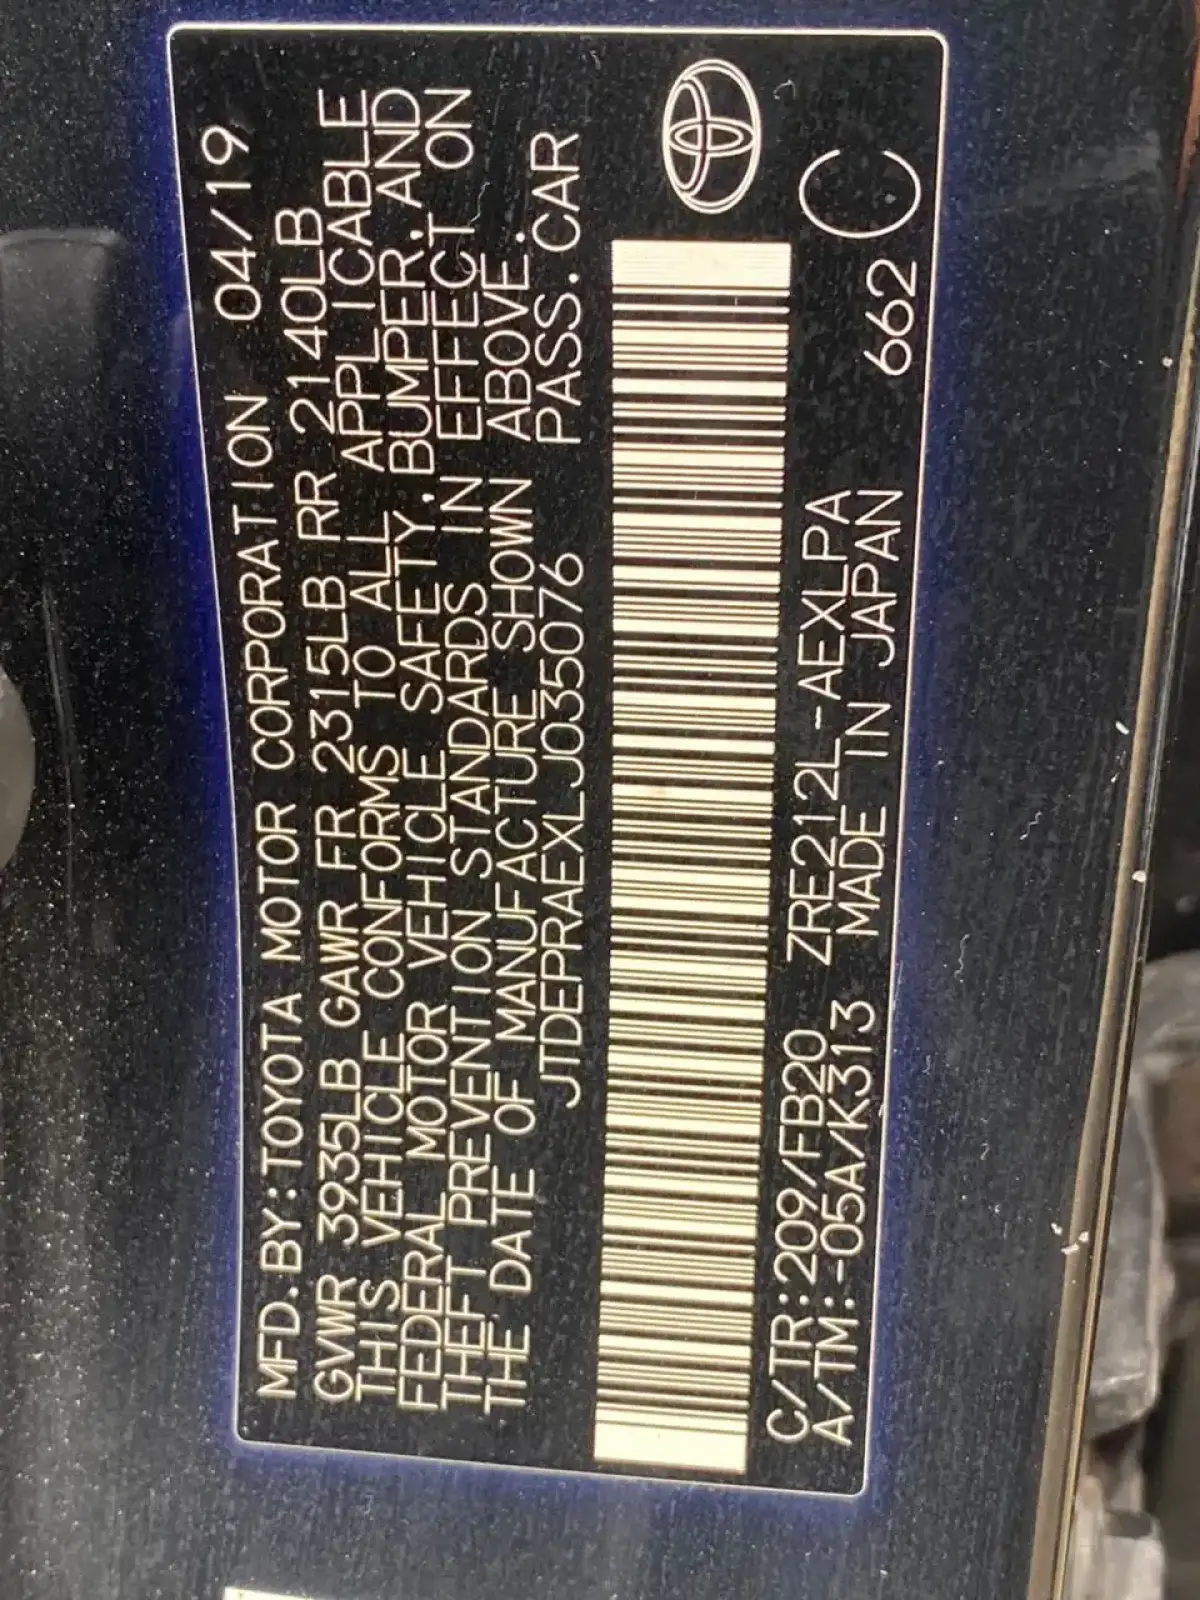 MFD.BY:TOYOTA MOTOR CORPORATION 04/19
GVWR 3935LB GAWR FR 2315LB RR 2140LB
THIS VEHICLE CONFORMS TO ALL APPLICABLE
FEDERAL MOTOR VEHICLE SAFETY.BUMPER.AND
THEFT PREVENTION STANDARDS IN EFFECT ON
THE DATE OF MANUFACTURE SHOWN ABOVE.
JTDEPRAEXLJ035076 PASS.CAR
C/TR:209/FB20 ZRE212L-AEXLPA
A/TM:-05A/K313 MADE IN JAPAN 662